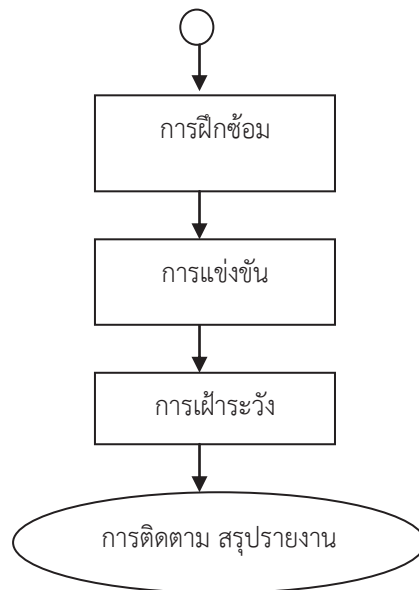 การฝึกซ้อม
การแข่งขัน
การเฝ้าระวัง
การติดตาม สรุปรายงาน